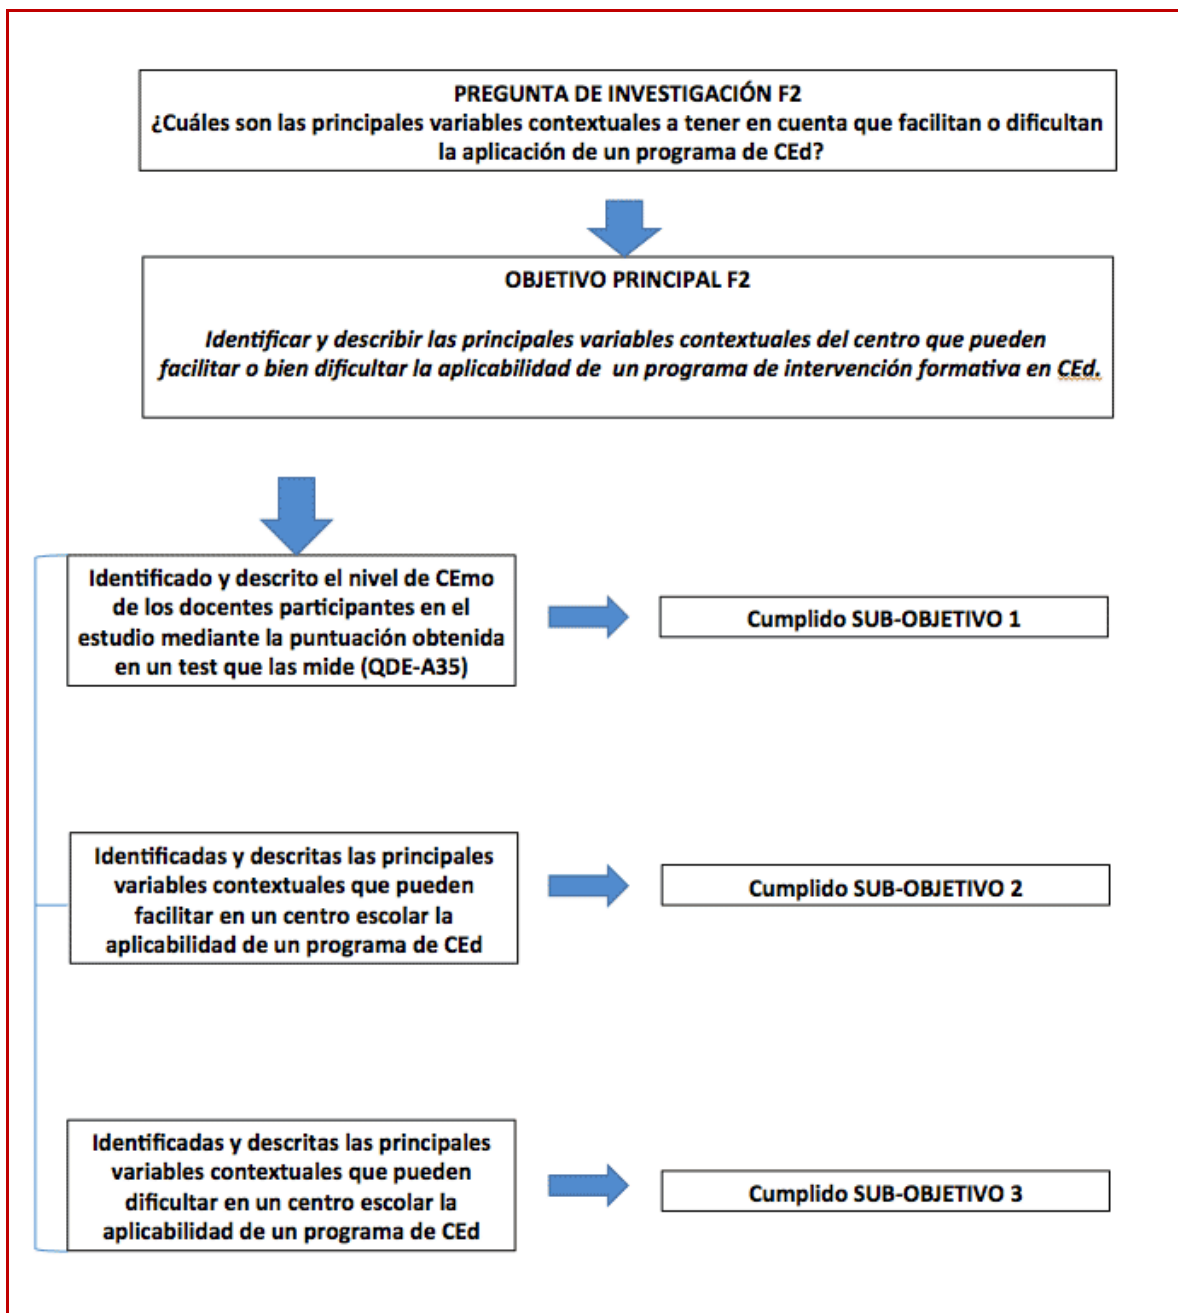 PREGUNTA DE INVESTIGACIÓN F2
¿Cuáles son las principales variables contextuales a tener en cuenta que facilitan o dificultan
la aplicación de un programa de CEd?
OBJETIVO PRINCIPAL F2
Identificar y describir las principales variables contextuales del centro que pueden
facilitar o bien dificultar la aplicabilidad de un programa de intervención formativa en CEd.
Identificado y descrito el nivel de CEmo
de los docentes participantes en el
estudio mediante la puntuación obtenida
en un test que las mide (QDE-A35)
Cumplido SUB-OBJETIVO 1
Identificadas y descritas las principales
variables contextuales que pueden
facilitar en un centro escolar la
aplicabilidad de un programa de CEd
Cumplido SUB-OBJETIVO 2
Identificadas y descritas las principales
variables contextuales que pueden
dificultar en un centro escolar la
aplicabilidad de un programa de CEd
Cumplido SUB-OBJETIVO 3